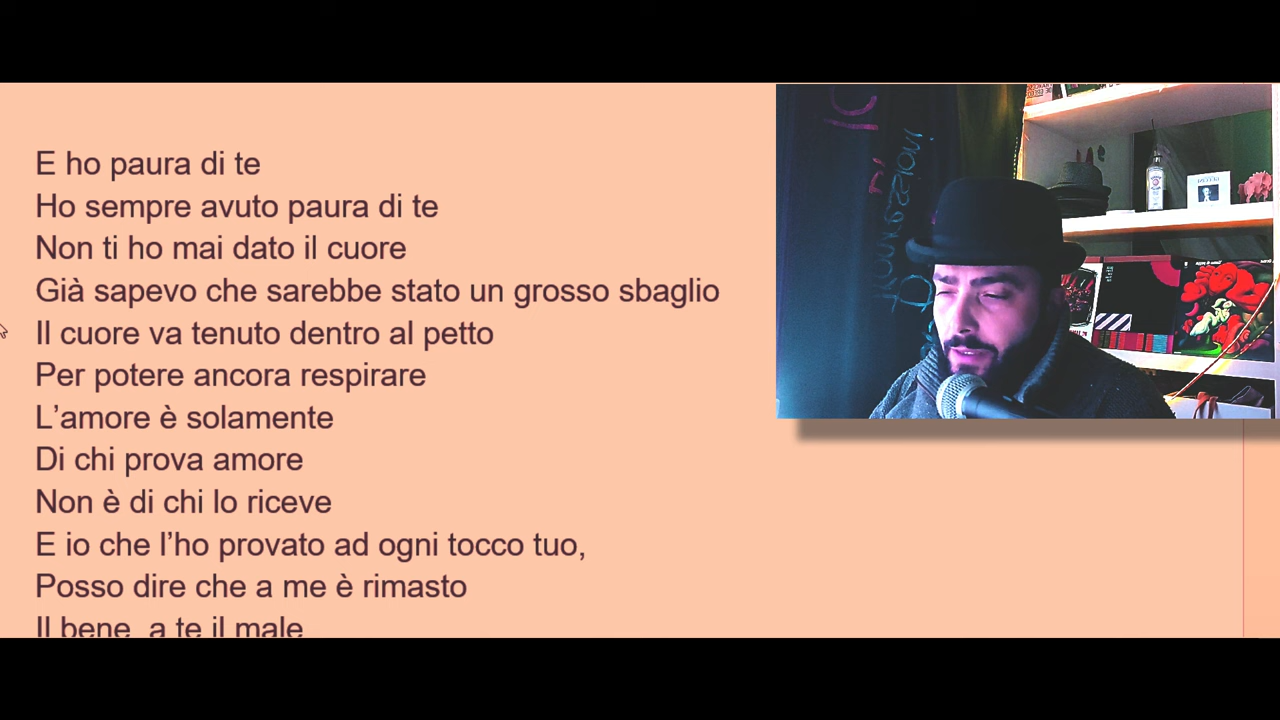 E ho paura di te
Ho sempre avuto paura di te
Non ti ho mai dato il cuore
Già sapevo che sarebbe stato un grosso sbaglio
Il cuore va tenuto dentro al petto
Per potere ancora respirare
L’amore è solamente
Di chi prova amore
Non è di chi lo riceve
E io che l’ho provato ad ogni tocco tuo,
Posso dire che a me è rimasto
Il bene, a te il male